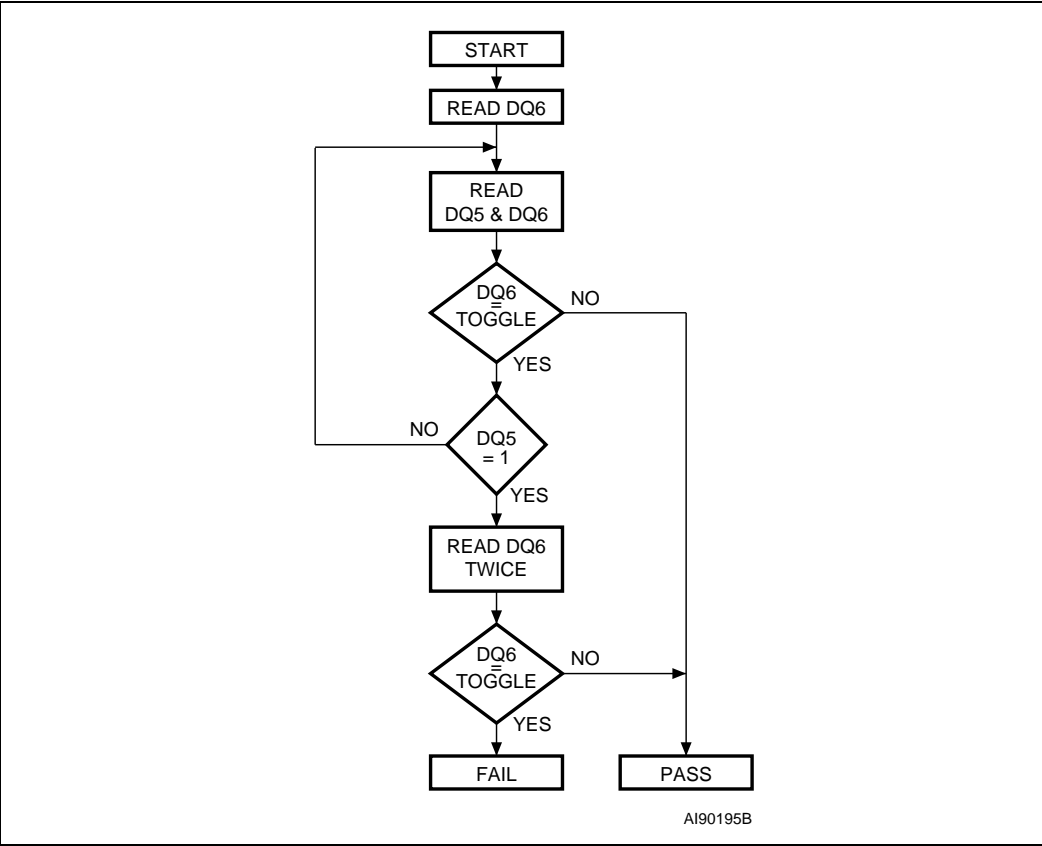 START
READ DQ6
READ
DQ5 & DQ6
DQ6
=
TOGGLE
NO
YES
NO
DQ5
= 1
YES
READ DQ6
TWICE
DQ6
=
TOGGLE
NO
YES
FAIL
PASS
AI90195B